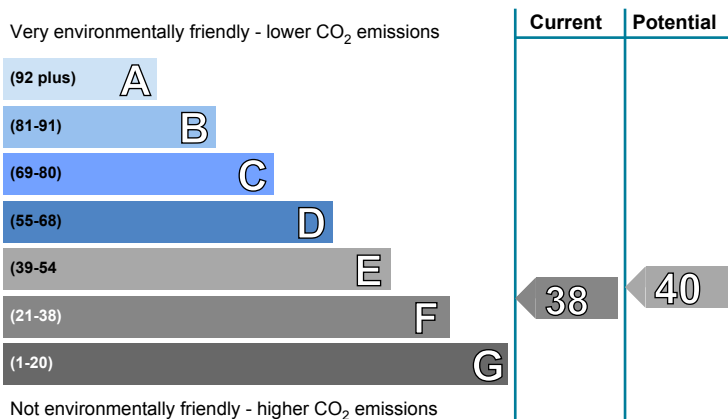 Very environmentally friendly - lower CO2 emissions
Current
Potential
(92 plus) A
(81-91) B
(69-80) C
(55-68) D
(39-54 E
(21-38) F
(1-20) G
38
40
Not environmentally friendly - higher CO2 emissions